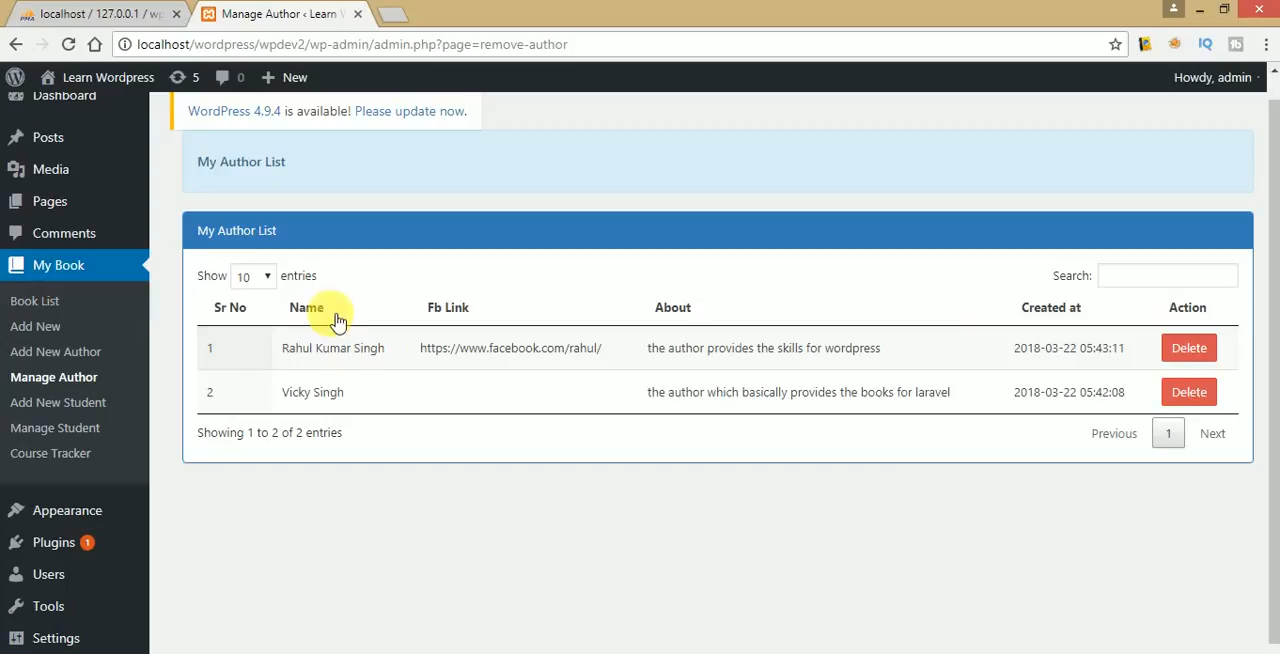 localhost / 127.0.0.1 / wp
Manage Author ‹ Learn W
localhost/wordpress/wpdev2/wp-admin/admin.php?page=remove-author
Learn Wordpress 5 0 New Howdy, admin
Dashboard
Posts
Media
Pages
Comments
My Book
Book List
Add New
Add New Author
Manage Author
Add New Student
Manage Student
Course Tracker
Appearance
Plugins 1
Users
Tools
Settings
WordPress 4.9.4 is available! Please update now.
My Author List
My Author List
Show 10 entries Search:
Sr No Name Fb Link About Created at Action
1 Rahul Kumar Singh https://www.facebook.com/rahul/ the author provides the skills for wordpress 2018-03-22 05:43:11 Delete
2 Vicky Singh the author which basically provides the books for laravel 2018-03-22 05:42:08 Delete
Showing 1 to 2 of 2 entries Previous 1 Next